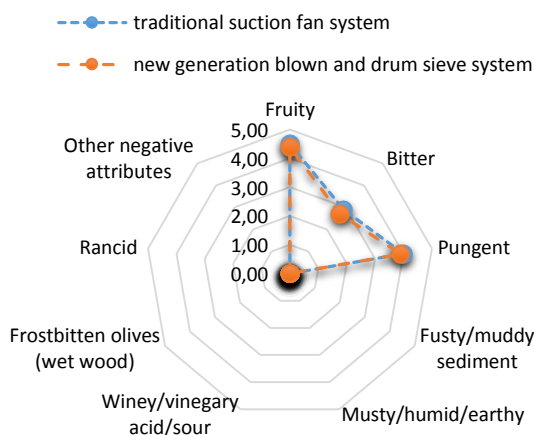 traditional suction fan system
new generation blown and drum sieve system
Fruity
5,00
4,00
3,00
2,00
1,00
0,00
Bitter
Pungent
Fusty/muddy
sediment
Musty/humid/earthy
Winey/vinegary
acid/sour
Frostbitten olives
(wet wood)
Rancid
Other negative
attributes